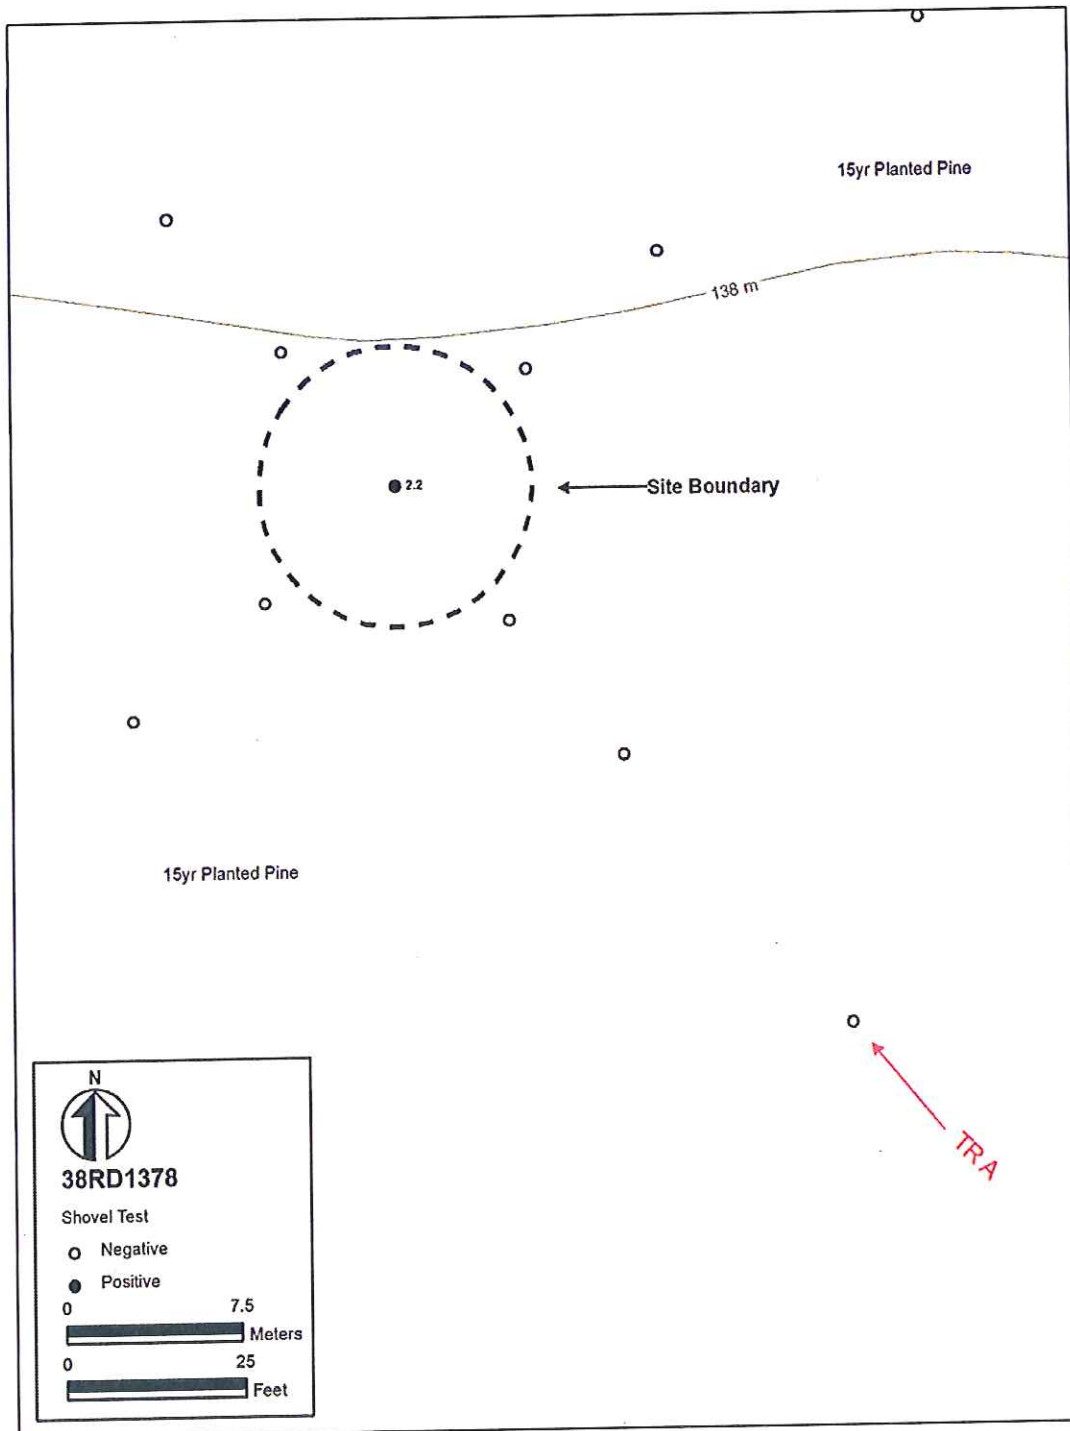 15yr Planted Pine
138 m
2.2
Site Boundary
15yr Planted Pine
TR A
N
38RD1378
Shovel Test
Negative
Positive
0 7.5
Meters
0 25
Feet